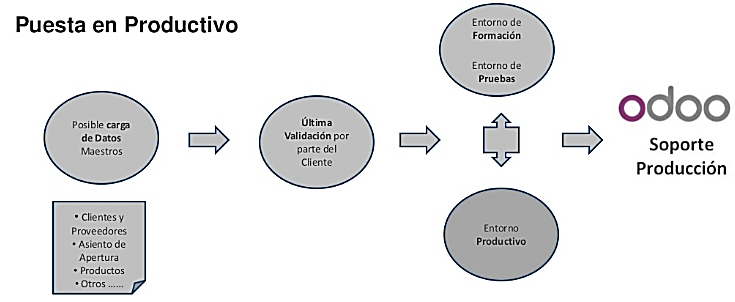 Puesta en Productivo
Posible carga
de Datos
Maestros
• Clientes y
Proveedores
• Asiento de
Apertura
• Productos
• Otros ......
Última
Validación por
parte del
Cliente
Entorno de
Formación
Entorno de
Pruebas
Entorno
Productivo
odoo
Soporte
Producción